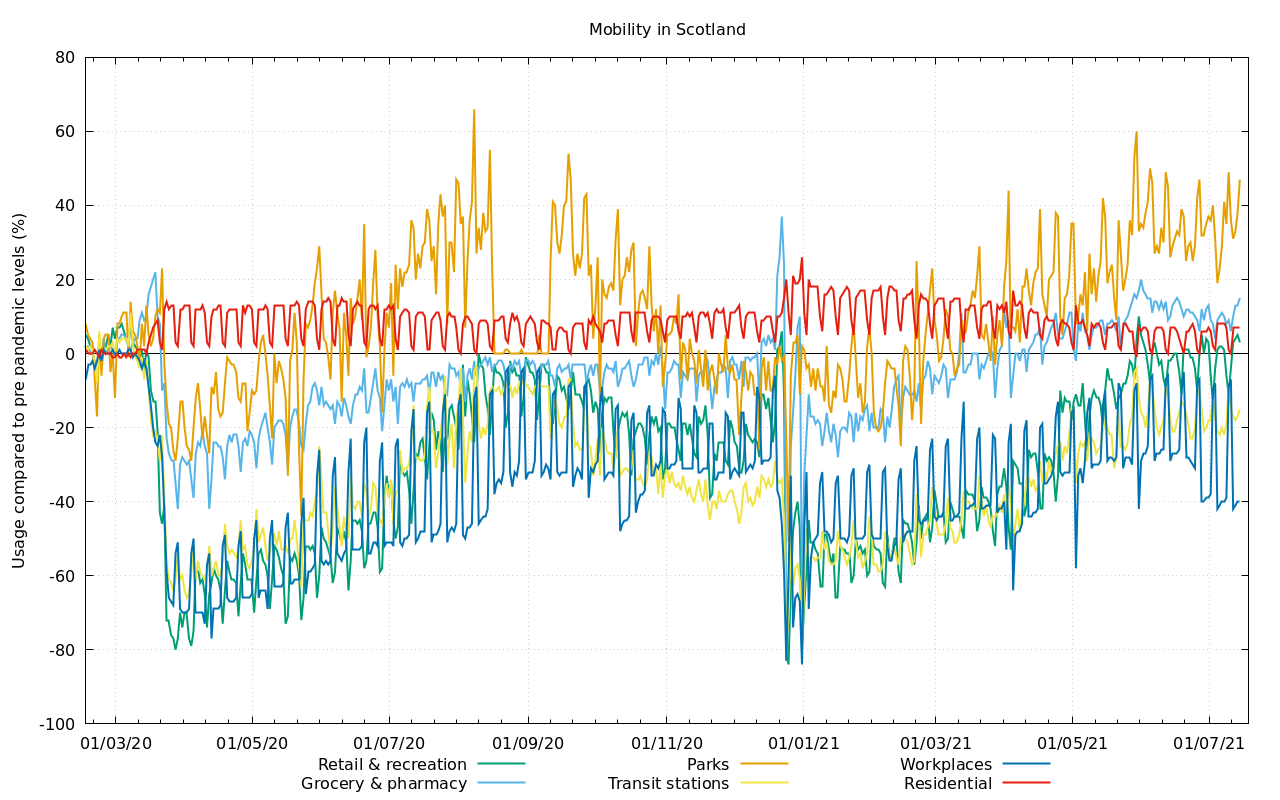 Mobility in Scotland
Usage compared to pre pandemic levels (%)
80
60
40
20
0
-20
-40
-60
-80
-100
01/03/20 01/05/20 01/07/20 01/09/20 01/11/20 01/01/21 01/03/21 01/05/21 01/07/21
Retail & recreation Parks Workplaces
Grocery & pharmacy Transit stations Residential